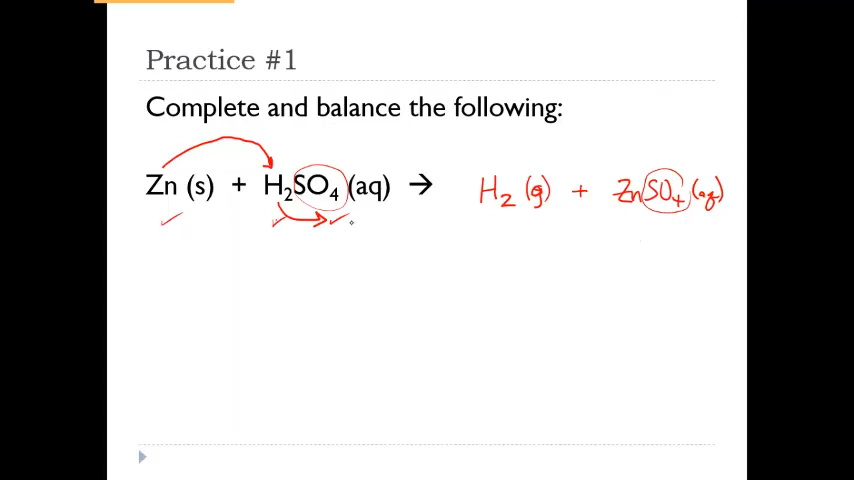 Practice #1
Complete and balance the following:
Zn (s) + H₂SO₄ (aq) → H₂ (g) + ZnSO₄ (aq)